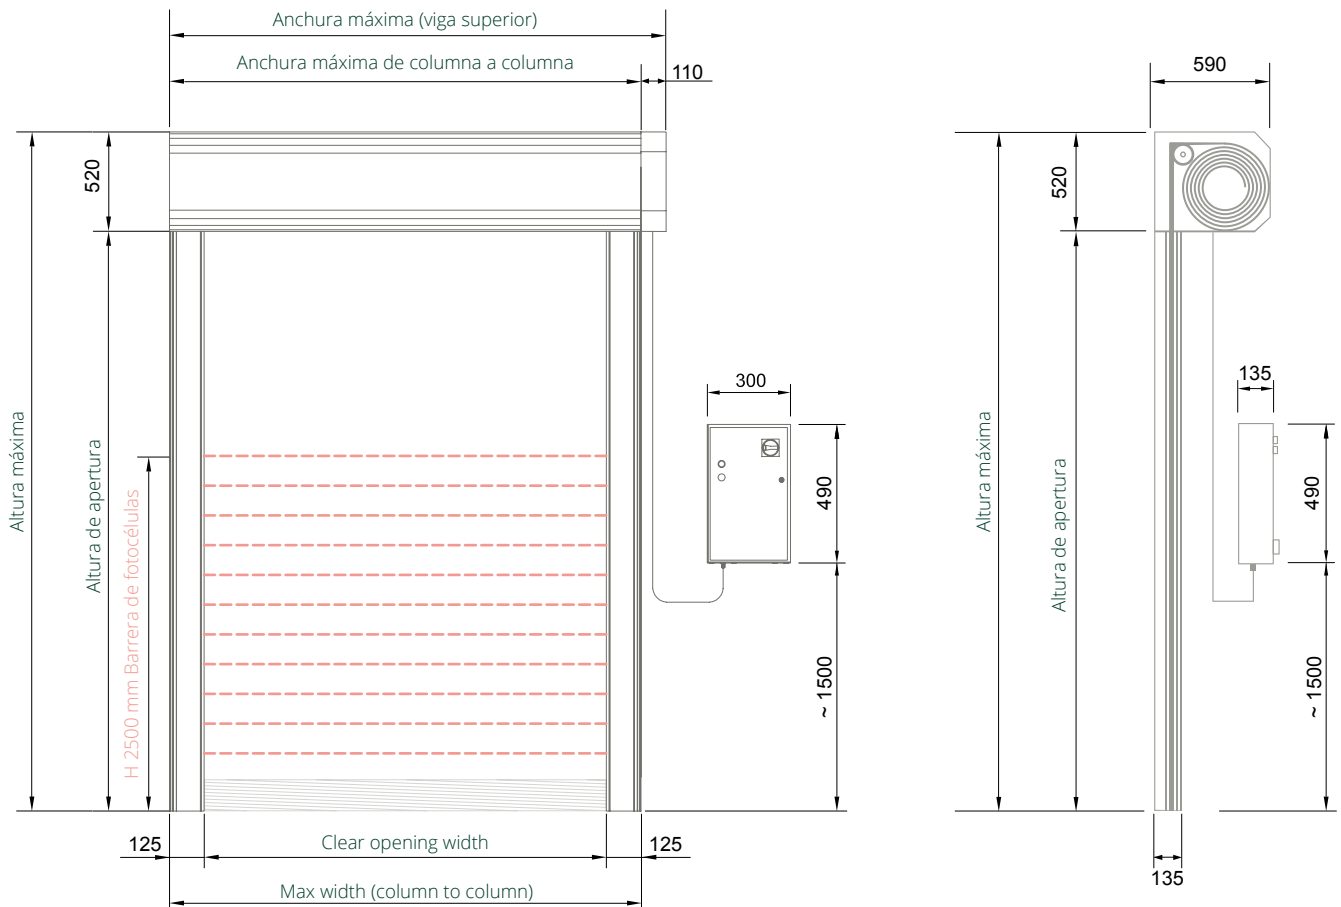 Anchura máxima (viga superior)
Anchura máxima de columna a columna
110
590
520
520
300
135
Altura máxima
Altura de apertura
H 2500 mm Barrera de fotocélulas
490
~ 1500
Altura máxima
Altura de apertura
490
~ 1500
125
Clear opening width
125
Max width (column to column)
135